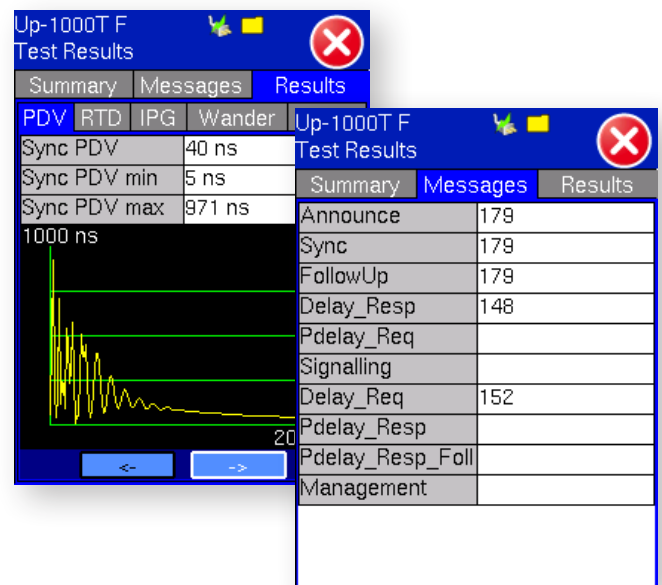 Up-1000T F
Test Results
Summary Messages Results
PDV RTD IPG Wander
Sync PDV 40 ns
Sync PDV min 5 ns
Sync PDV max 971 ns
1000 ns
20
<- ->
Up-1000T F
Test Results
Summary Messages Results
Announce 179
Sync 179
FollowUp 179
Delay_Resp 148
Pdelay_Req
Signalling
Delay_Req 152
Pdelay_Resp
Pdelay_Resp_Foll
Management